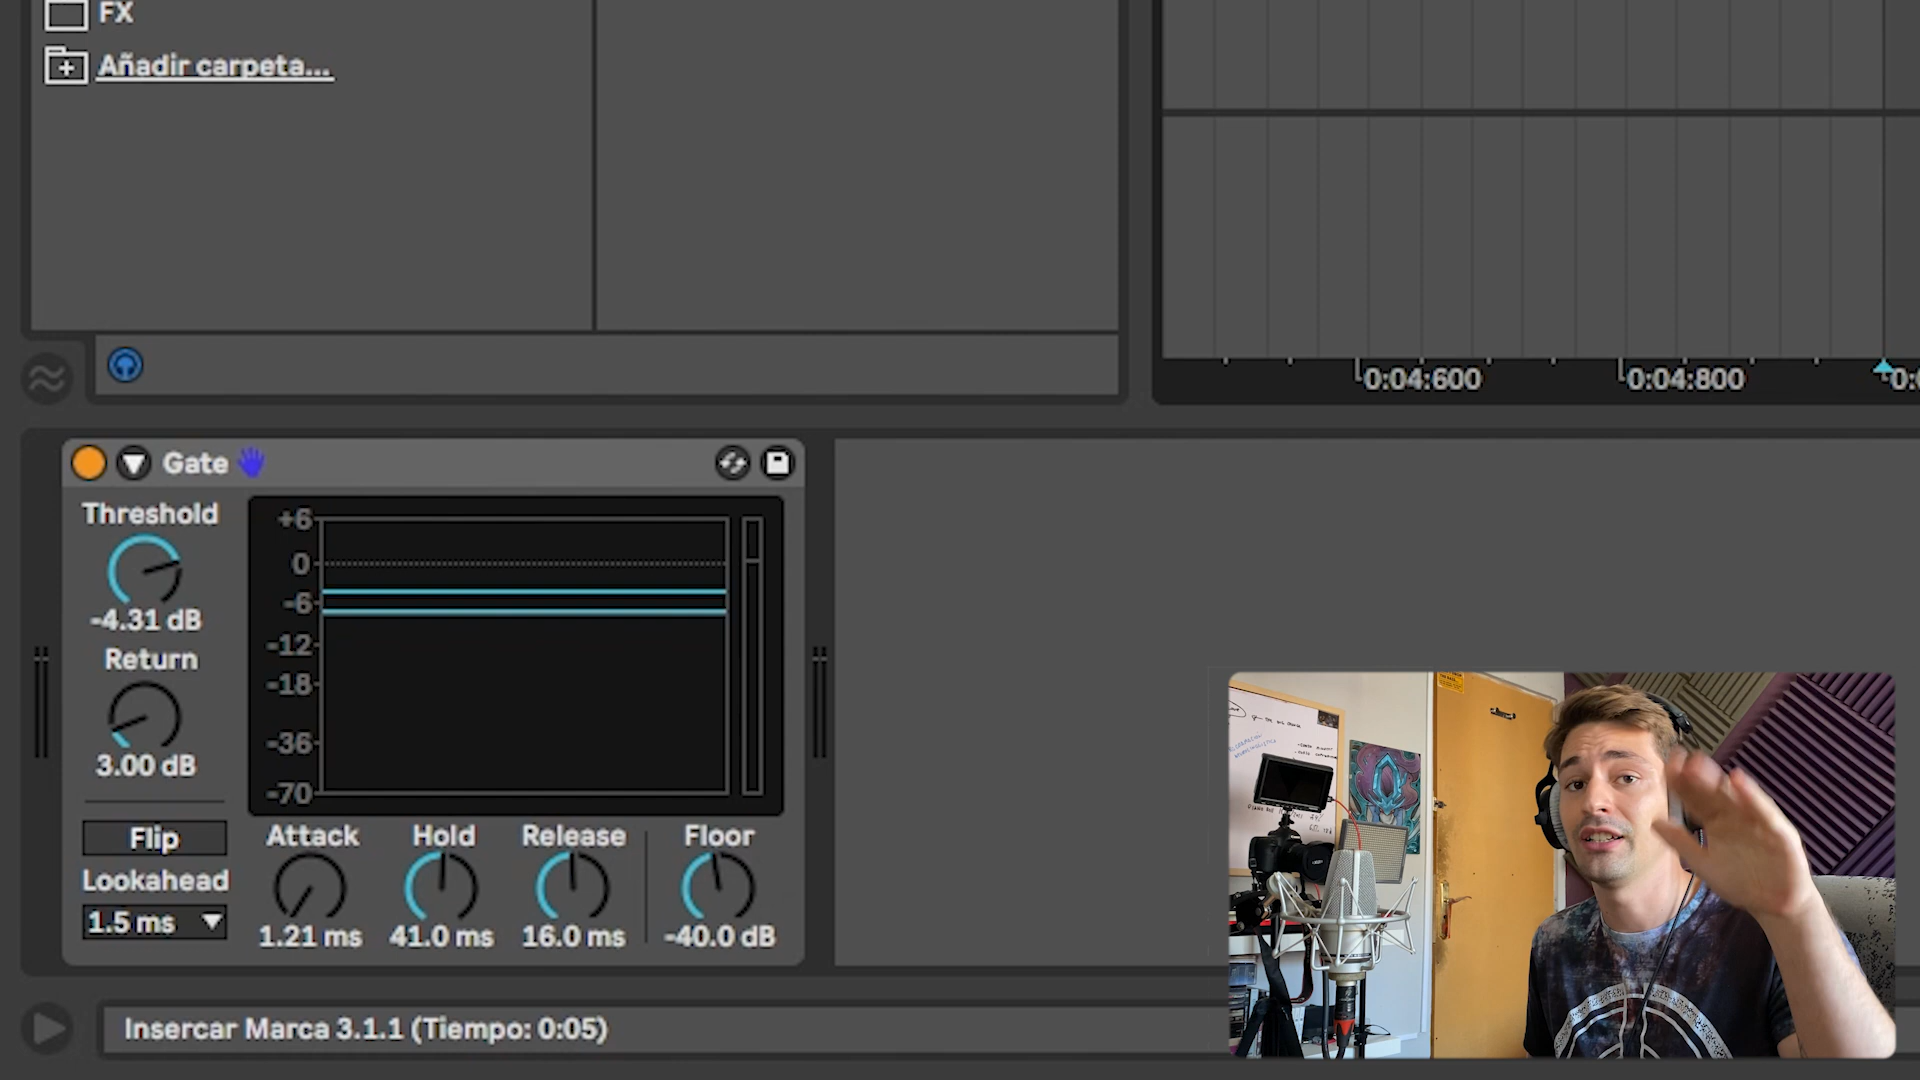 FX
Añadir carpeta...
0:04:600
0:04:800
Gate
Threshold
-4.31 dB
Return
3.00 dB
+6
0
-6
-12
-18
-36
-70
Flip
Lookahead
1.5 ms
Attack
Hold
Release
Floor
1.21 ms
41.0 ms
16.0 ms
-40.0 dB
Insercar Marca 3.1.1 (Tiempo: 0:05)